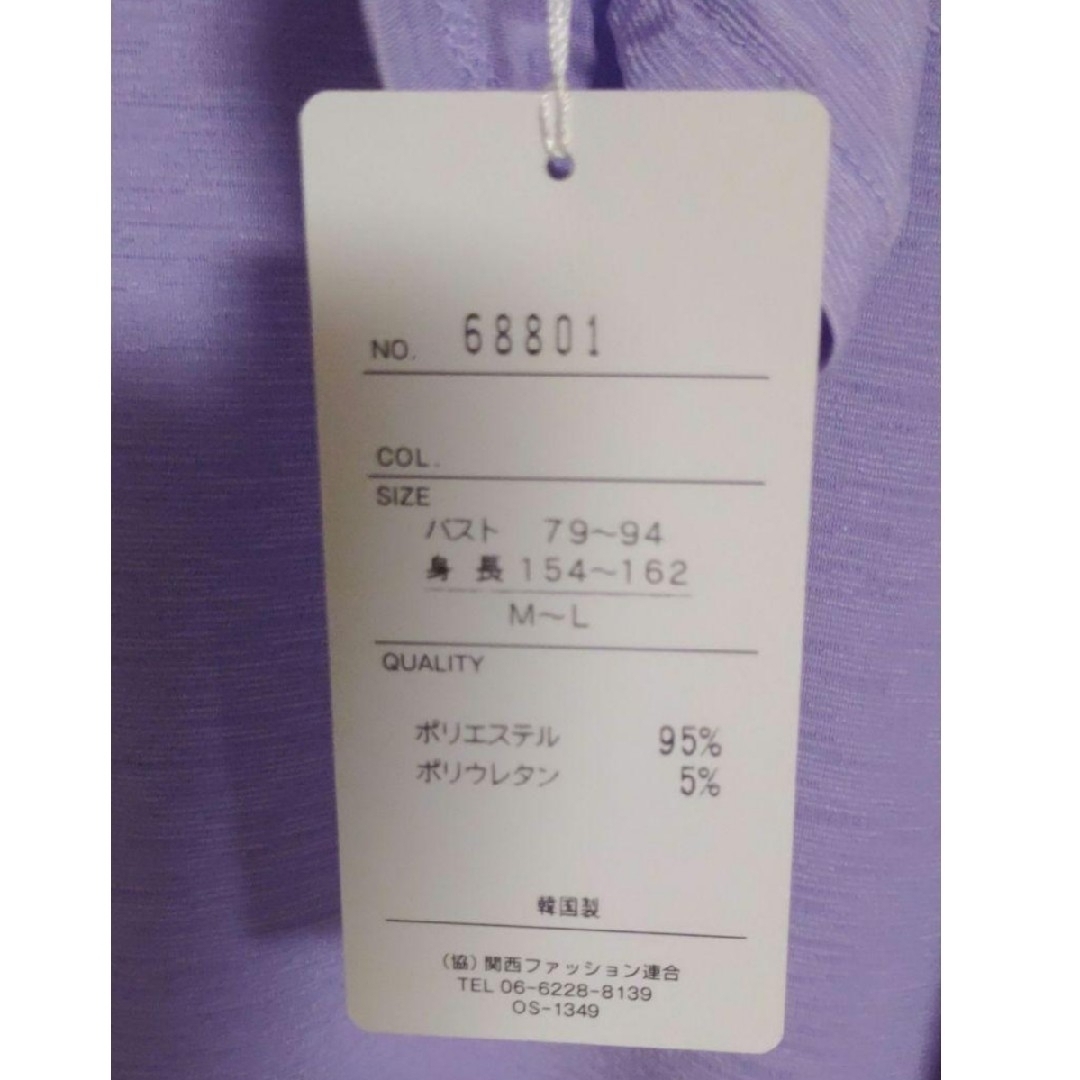 NO. 68801
COL.
SIZE
バスト 79〜94
身長 154〜162
M〜L
QUALITY
ポリエステル 95%
ポリウレタン 5%
韓国製
(協)関西ファッション連合
TEL 06-6228-8139
OS-1349